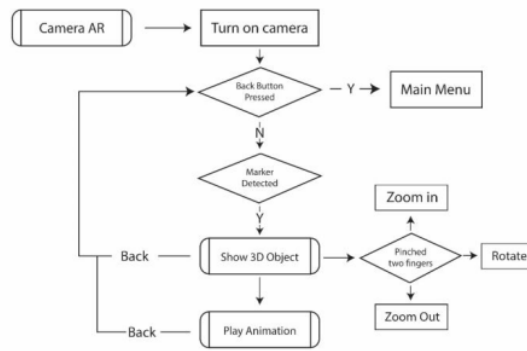 Camera AR
Turn on camera
Back Button
Pressed
Y
Main Menu
N
Marker
Detected
Y
Zoom in
Back
Show 3D Object
Pinched
two fingers
Rotate
Back
Play Animation
Zoom Out